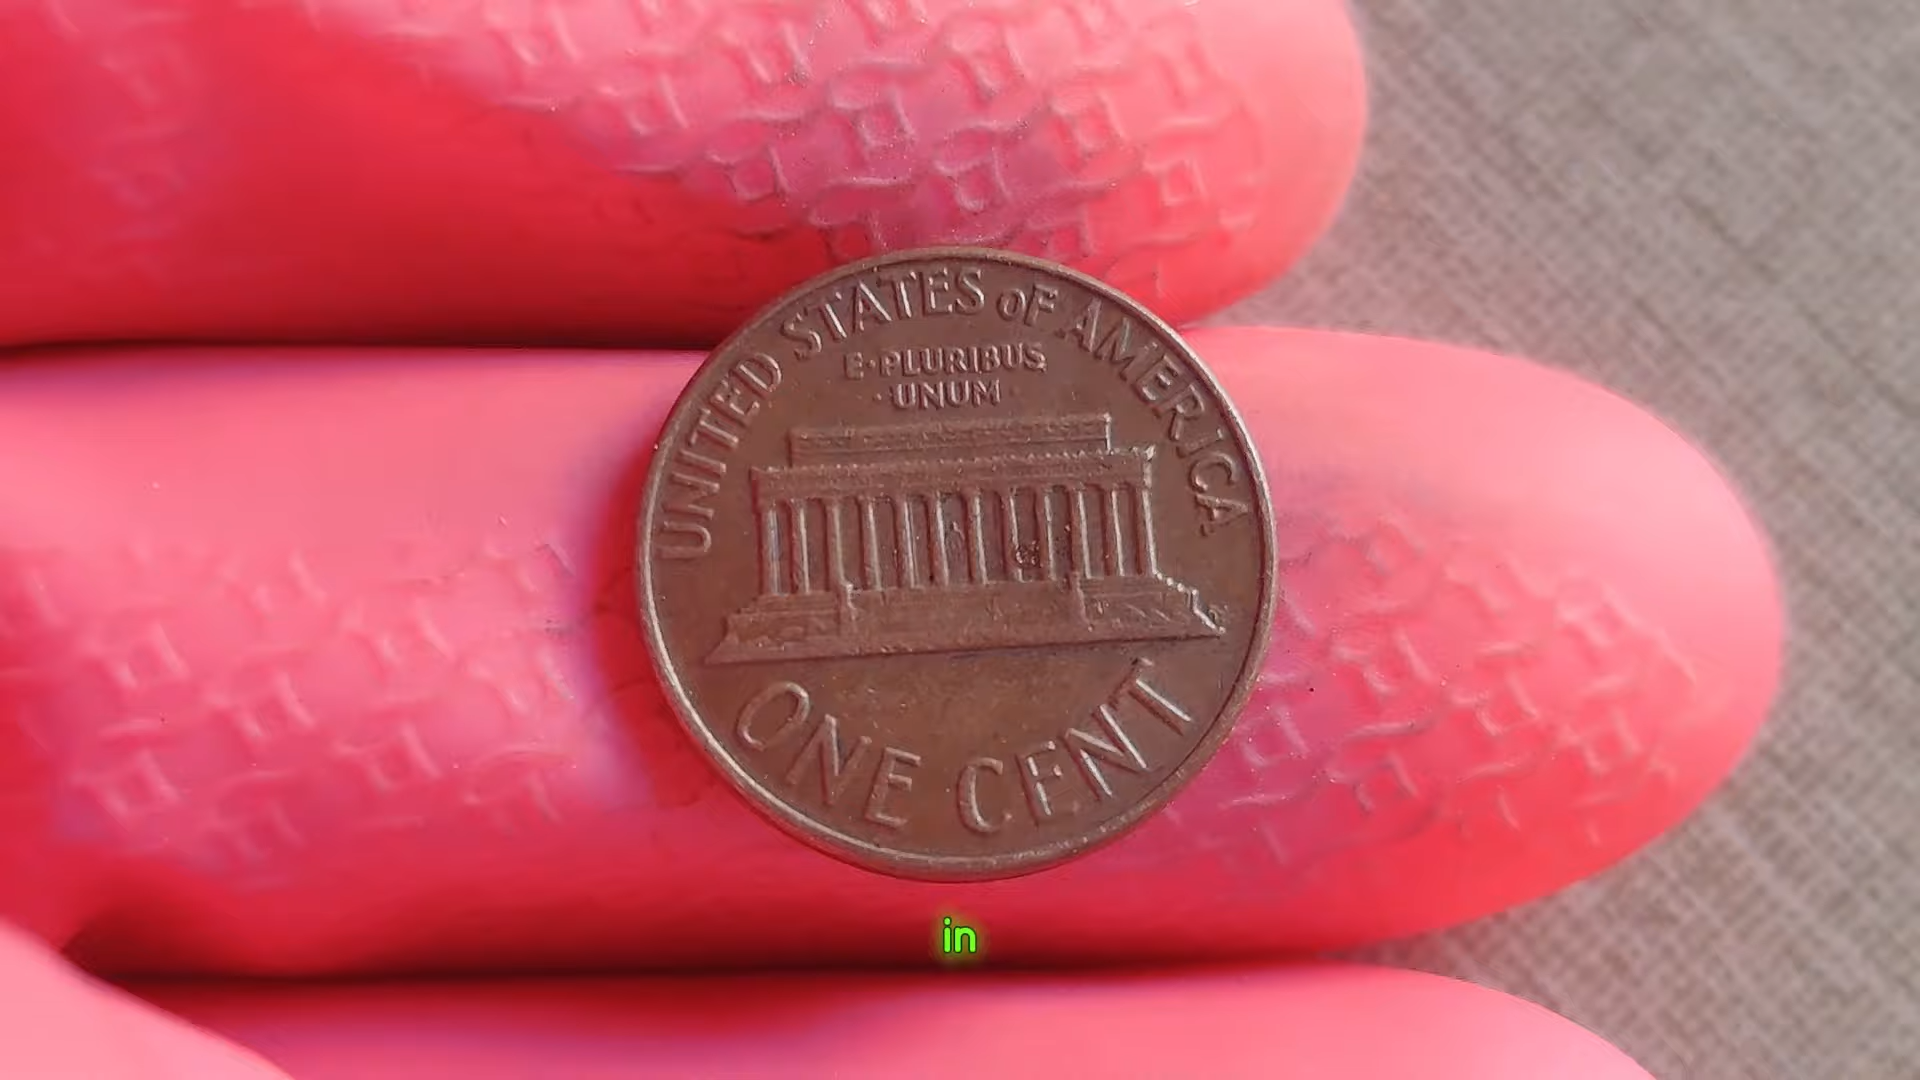 UNITED STATES oF AMERICA
E·PLURIBUS
·UNUM·
ONE CENT
in